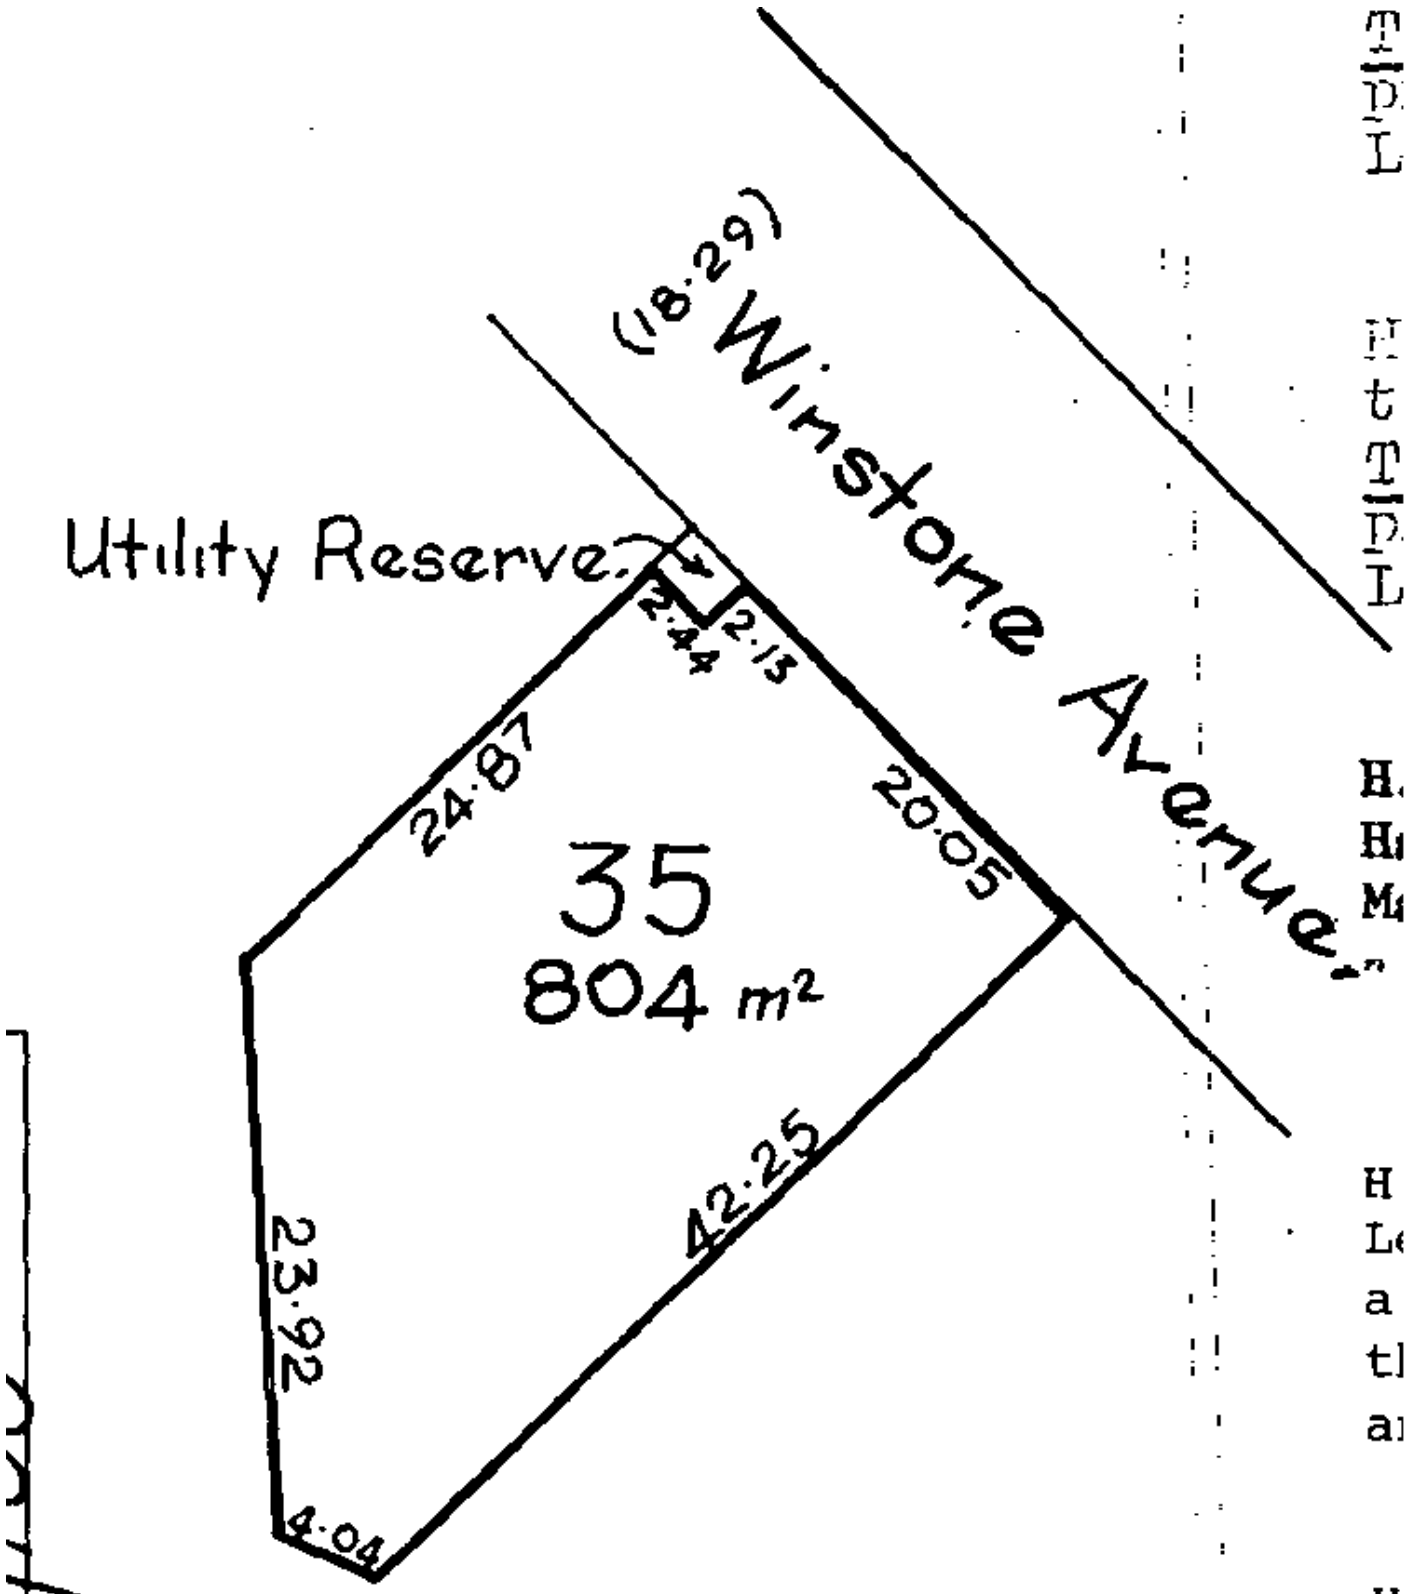 (18·29)
Winstone Avenue.
Utility Reserve.
2·44
2·13
24·87
20·05
35
804 m²
42·25
23·92
4·04
L
t
T
L
H.
H
a